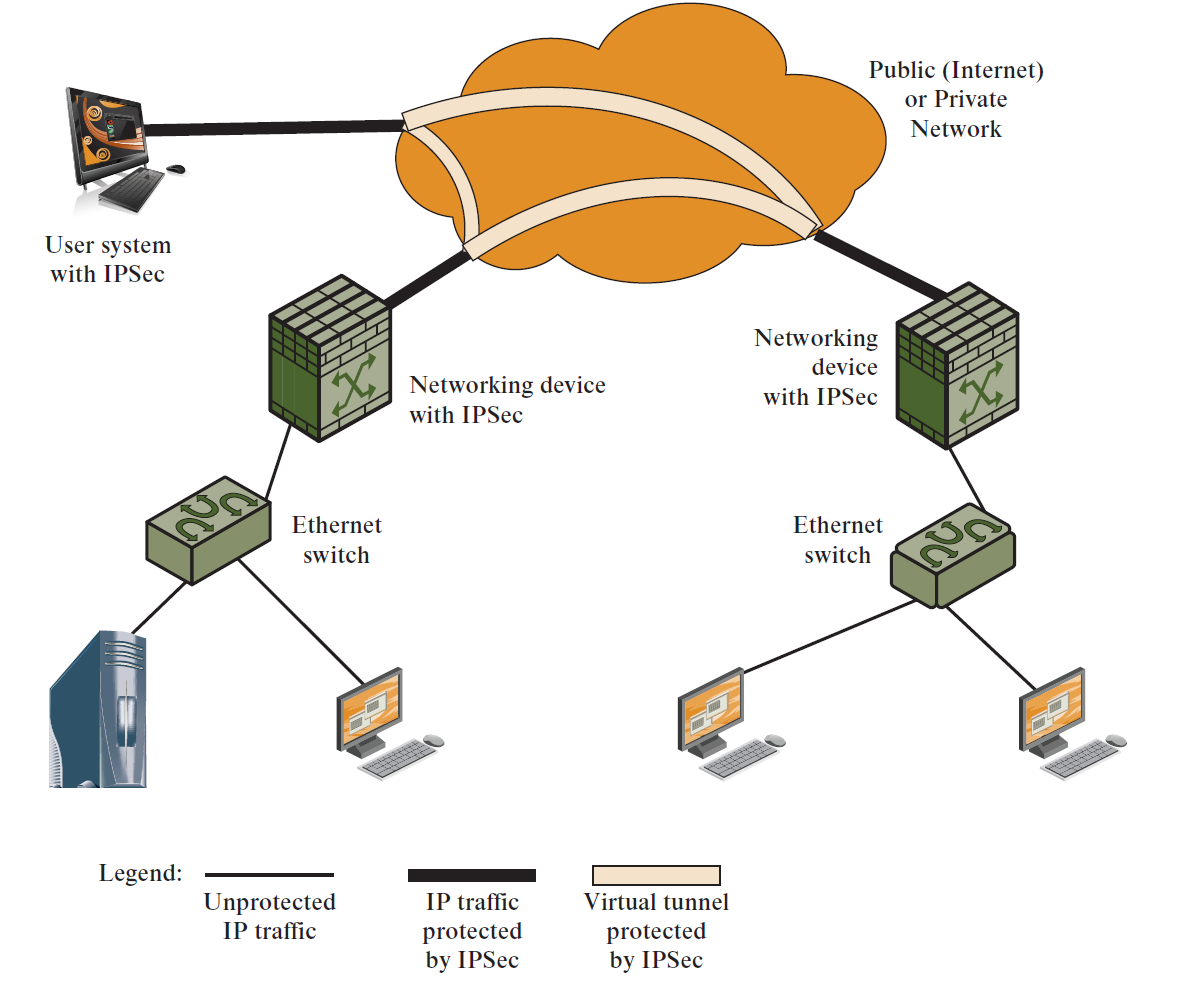 Public (Internet)
or Private
Network
User system
with IPSec
Networking device
with IPSec
Networking
device
with IPSec
Ethernet
switch
Ethernet
switch
Legend:
Unprotected
IP traffic
IP traffic
protected
by IPSec
Virtual tunnel
protected
by IPSec